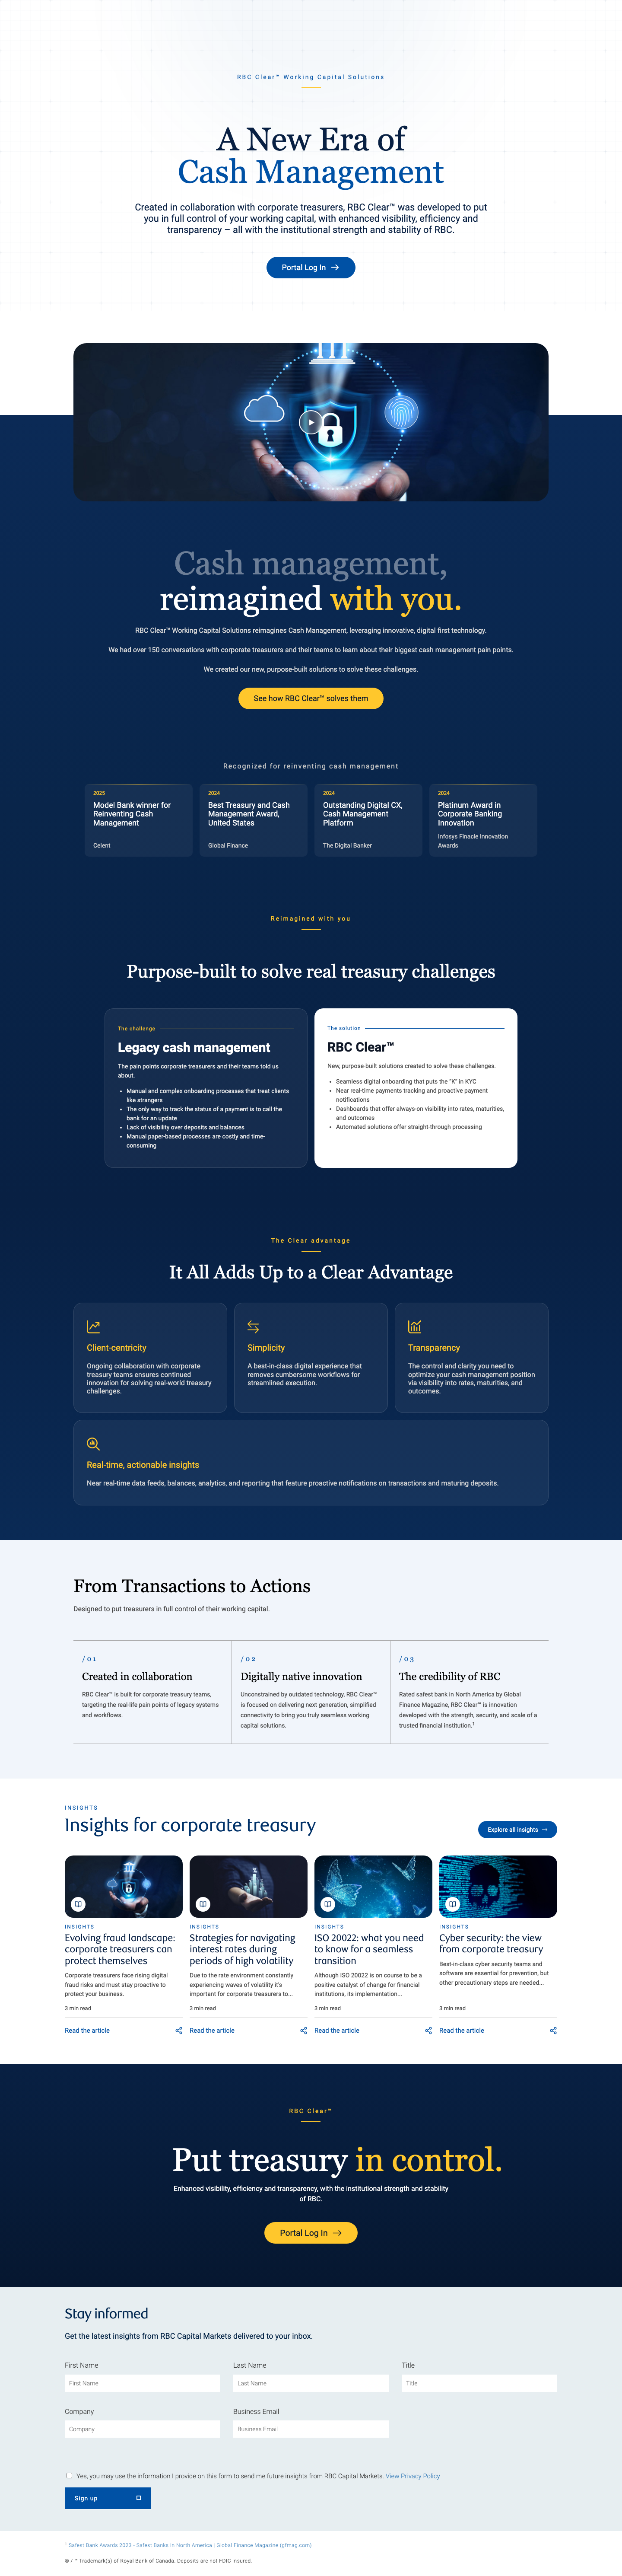 RBC Clear™ Working Capital Solutions
A New Era of
Cash Management
Created in collaboration with corporate treasurers, RBC Clear™ was developed to put
you in full control of your working capital, with enhanced visibility, efficiency and
transparency – all with the institutional strength and stability of RBC.
Portal Log In
Cash management,
reimagined with you.
RBC Clear™ Working Capital Solutions reimagines Cash Management, leveraging innovative, digital first technology.
We had over 150 conversations with corporate treasurers and their teams to learn about their biggest cash management pain points.
We created our new, purpose-built solutions to solve these challenges.
See how RBC Clear™ solves them
Recognized for reinventing cash management
2025
Model Bank winner for
Reinventing Cash
Management
Celent
2024
Best Treasury and Cash
Management Award,
United States
Global Finance
2024
Outstanding Digital CX,
Cash Management
Platform
The Digital Banker
2024
Platinum Award in
Corporate Banking
Innovation
Infosys Finacle Innovation
Awards
Reimagined with you
Purpose-built to solve real treasury challenges
The challenge
Legacy cash management
The pain points corporate treasurers and their teams told us
about.
• Manual and complex onboarding processes that treat clients
like strangers
• The only way to track the status of a payment is to call the
bank for an update
• Lack of visibility over deposits and balances
• Manual paper-based processes are costly and time-
consuming
The solution
RBC Clear™
New, purpose-built solutions created to solve these challenges.
• Seamless digital onboarding that puts the "K" in KYC
• Near real-time payments tracking and proactive payment
notifications
• Dashboards that offer always-on visibility into rates, maturities,
and outcomes
• Automated solutions offer straight-through processing
The Clear advantage
It All Adds Up to a Clear Advantage
Client-centricity
Ongoing collaboration with corporate
treasury teams ensures continued
innovation for solving real-world treasury
challenges.
Simplicity
A best-in-class digital experience that
removes cumbersome workflows for
streamlined execution.
Transparency
The control and clarity you need to
optimize your cash management position
via visibility into rates, maturities, and
outcomes.
Real-time, actionable insights
Near real-time data feeds, balances, analytics, and reporting that feature proactive notifications on transactions and maturing deposits.
From Transactions to Actions
Designed to put treasurers in full control of their working capital.
/01
Created in collaboration
RBC Clear™ is built for corporate treasury teams,
targeting the real-life pain points of legacy systems
and workflows.
/02
Digitally native innovation
Unconstrained by outdated technology, RBC Clear™
is focused on delivering next generation, simplified
connectivity to bring you truly seamless working
capital solutions.
/03
The credibility of RBC
Rated safest bank in North America by Global
Finance Magazine, RBC Clear™ is innovation
developed with the strength, security, and scale of a
trusted financial institution.1
INSIGHTS
Insights for corporate treasury
Explore all insights
INSIGHTS
Evolving fraud landscape:
corporate treasurers can
protect themselves
Corporate treasurers face rising digital
fraud risks and must stay proactive to
protect your business.
3 min read
Read the article
INSIGHTS
Strategies for navigating
interest rates during
periods of high volatility
Due to the rate environment constantly
experiencing waves of volatility it's
important for corporate treasurers to...
3 min read
Read the article
INSIGHTS
ISO 20022: what you need
to know for a seamless
transition
Although ISO 20022 is on course to be a
positive catalyst of change for financial
institutions, its implementation...
3 min read
Read the article
INSIGHTS
Cyber security: the view
from corporate treasury
Best-in-class cyber security teams and
software are essential for prevention, but
other precautionary steps are needed...
3 min read
Read the article
RBC Clear™
Put treasury in control.
Enhanced visibility, efficiency and transparency, with the institutional strength and stability
of RBC.
Portal Log In
Stay informed
Get the latest insights from RBC Capital Markets delivered to your inbox.
First Name
Last Name
Title
First Name
Last Name
Title
Company
Business Email
Company
Business Email
Yes, you may use the information I provide on this form to send me future insights from RBC Capital Markets. View Privacy Policy
Sign up
1 Safest Bank Awards 2023 - Safest Banks In North America | Global Finance Magazine (gfmag.com)
® / ™ Trademark(s) of Royal Bank of Canada. Deposits are not FDIC insured.